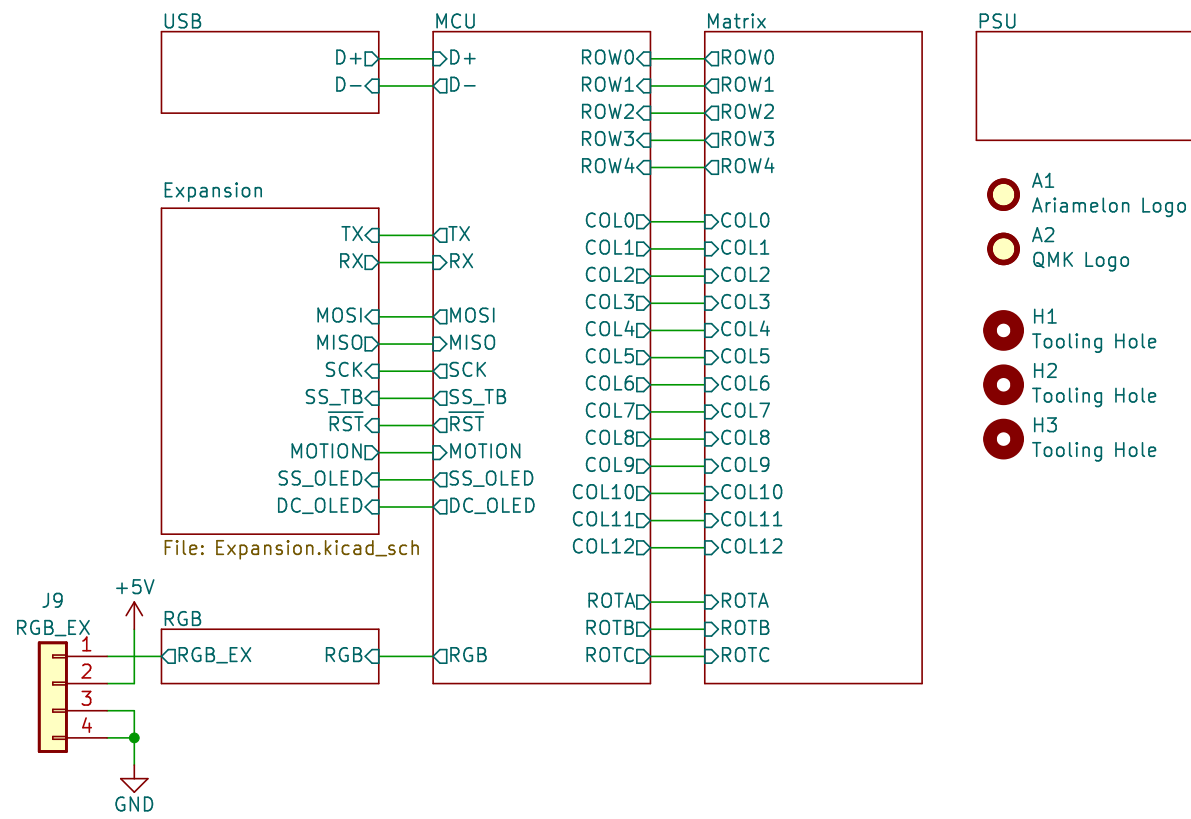 USB
D+
D-
MCU
D+
D-
ROW0
ROW1
ROW2
ROW3
ROW4
Matrix
ROW0
ROW1
ROW2
ROW3
ROW4
PSU
Expansion
TX
RX
MOSI
MISO
SCK
SS_TB
RST
MOTION
SS_OLED
DC_OLED
File: Expansion.kicad_sch
TX
RX
MOSI
MISO
SCK
SS_TB
RST
MOTION
SS_OLED
DC_OLED
COL0
COL1
COL2
COL3
COL4
COL5
COL6
COL7
COL8
COL9
COL10
COL11
COL12
COL0
COL1
COL2
COL3
COL4
COL5
COL6
COL7
COL8
COL9
COL10
COL11
COL12
A1
Ariamelon Logo
A2
QMK Logo
H1
Tooling Hole
H2
Tooling Hole
H3
Tooling Hole
+5V
J9
RGB_EX
1
2
3
4
GND
RGB
RGB_EX
RGB
RGB
ROTA
ROTB
ROTC
ROTA
ROTB
ROTC